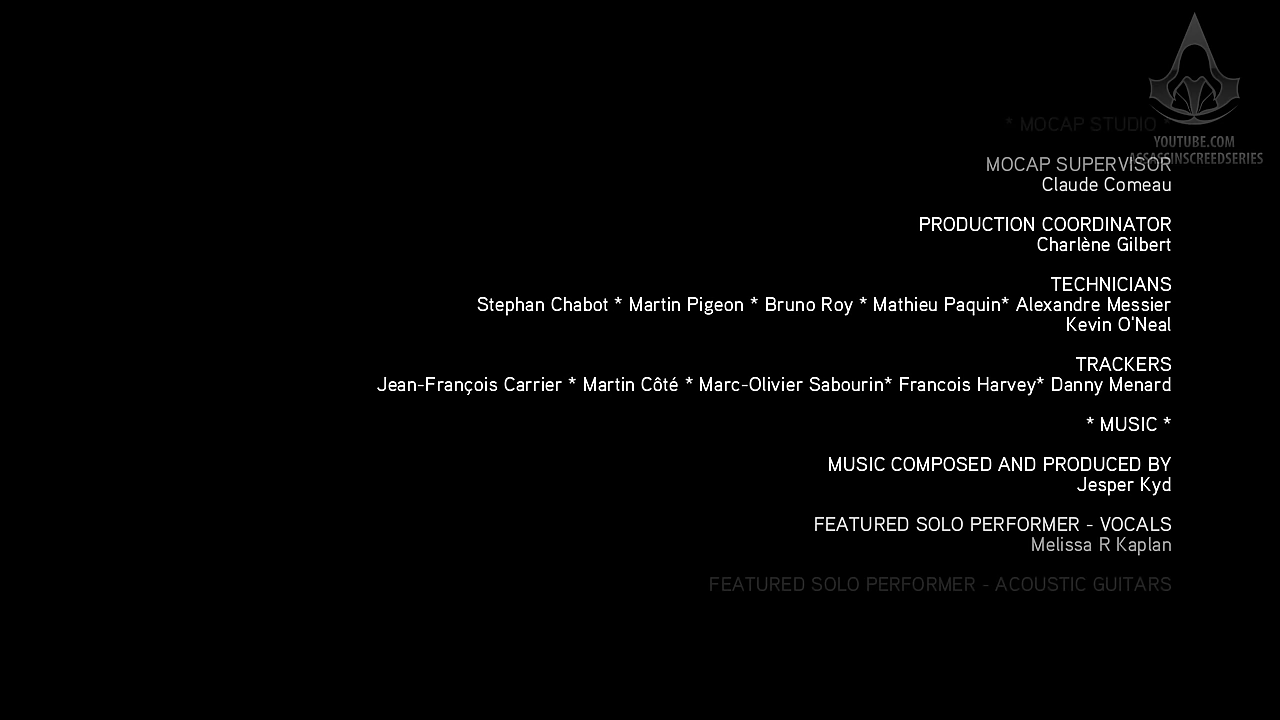 * MOCAP STUDIO *
YOUTUBE.COM
ASSASSINSCREEDSERIES
MOCAP SUPERVISOR
Claude Comeau
PRODUCTION COORDINATOR
Charlène Gilbert
TECHNICIANS
Stephan Chabot * Martin Pigeon * Bruno Roy * Mathieu Paquin* Alexandre Messier
Kevin O'Neal
TRACKERS
Jean-François Carrier * Martin Côté * Marc-Olivier Sabourin* Francois Harvey* Danny Menard
* MUSIC *
MUSIC COMPOSED AND PRODUCED BY
Jesper Kyd
FEATURED SOLO PERFORMER - VOCALS
Melissa R Kaplan
FEATURED SOLO PERFORMER - ACOUSTIC GUITARS